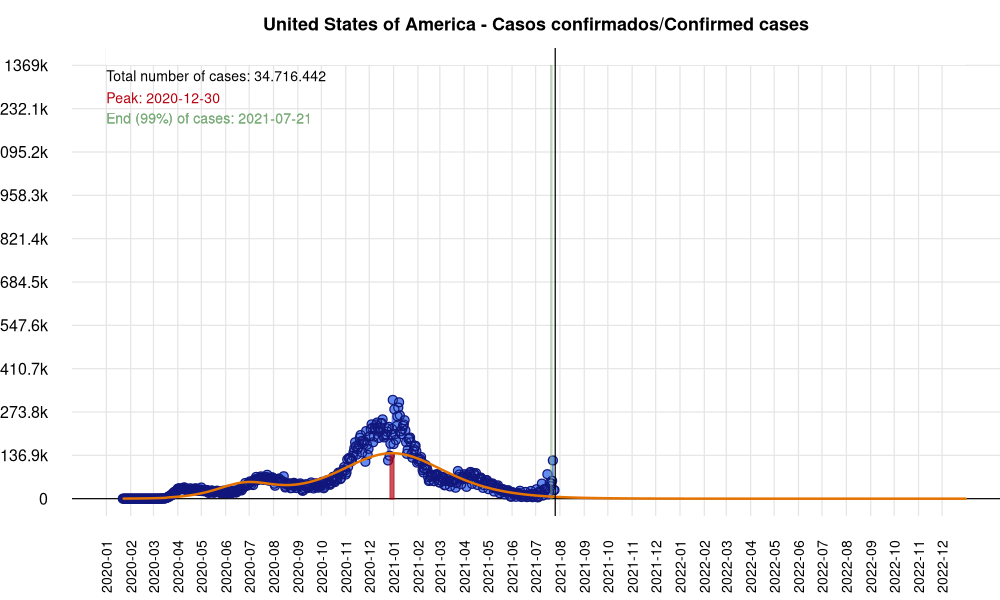 United States of America - Casos confirmados/Confirmed cases
Total number of cases: 34.716.442
Peak: 2020-12-30
End (99%) of cases: 2021-07-21
1369k
232.1k
095.2k
958.3k
821.4k
684.5k
547.6k
410.7k
273.8k
136.9k
0
2020-01
2020-02
2020-03
2020-04
2020-05
2020-06
2020-07
2020-08
2020-09
2020-10
2020-11
2020-12
2021-01
2021-02
2021-03
2021-04
2021-05
2021-06
2021-07
2021-08
2021-09
2021-10
2021-11
2021-12
2022-01
2022-02
2022-03
2022-04
2022-05
2022-06
2022-07
2022-08
2022-09
2022-10
2022-11
2022-12